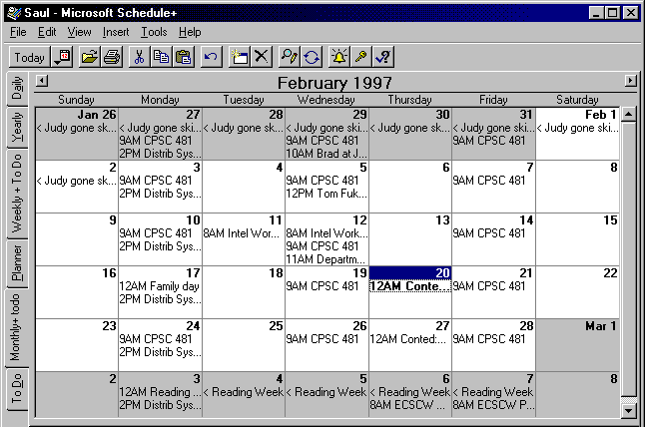 Saul - Microsoft Schedule+
File Edit View Insert Tools Help
Today
February 1997
Sunday Monday Tuesday Wednesday Thursday Friday Saturday
Daily
Yearly
Weekly + To Do
Planner
Monthly+ todo
To Do
Jan 26 27 28 29 30 31 Feb 1
< Judy gone ski... < Judy gone ski... < Judy gone ski... < Judy gone ski... < Judy gone ski... < Judy gone ski... < Judy gone ski...
9AM CPSC 481 9AM CPSC 481 9AM CPSC 481
2PM Distrib Sys... 10AM Brad at J...
2 3 4 5 6 7 8
< Judy gone sk... 9AM CPSC 481 9AM CPSC 481 9AM CPSC 481
2PM Distrib Sys... 12PM Tom Fuk...
9 10 11 12 13 14 15
9AM CPSC 481 8AM Intel Wor... 8AM Intel Work... 9AM CPSC 481
2PM Distrib Sys... 9AM CPSC 481
11AM Departm...
16 17 18 19 20 21 22
12AM Family day 9AM CPSC 481 12AM Conte... 9AM CPSC 481
2PM Distrib Sys...
23 24 25 26 27 28 Mar 1
9AM CPSC 481 9AM CPSC 481 12AM Conted:... 9AM CPSC 481
2PM Distrib Sys...
2 3 4 5 6 7 8
12AM Reading ... < Reading Week < Reading Week < Reading Week < Reading Week
2PM Distrib Sys... 8AM ECSCW ... 8AM ECSCW P...